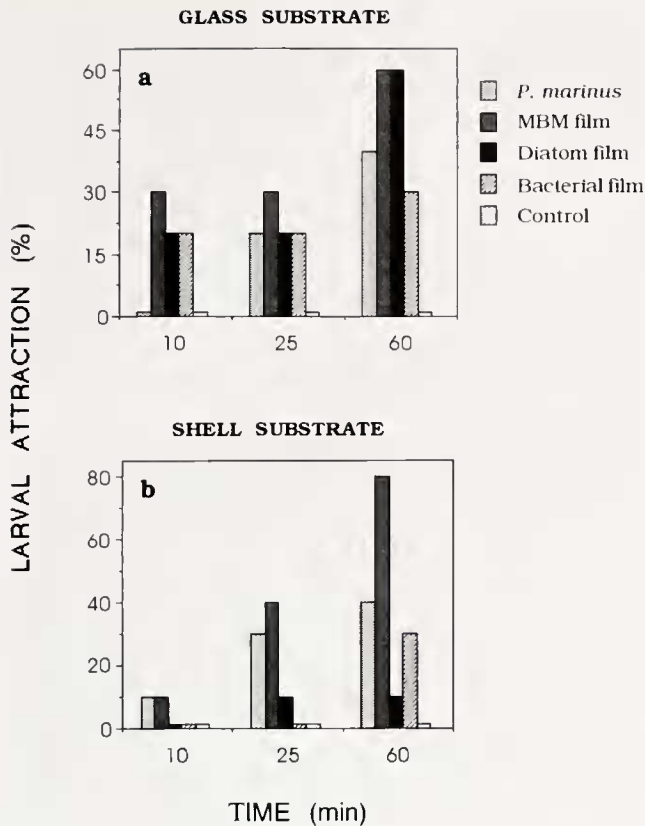 GLASS SUBSTRATE
a
60
45
30
15
0
10 25 60
P. marinus
MBM film
Diatom film
Bacterial film
Control
LARVAL ATTRACTION (%)
SHELL SUBSTRATE
b
80
60
40
20
0
10 25 60
TIME (min)